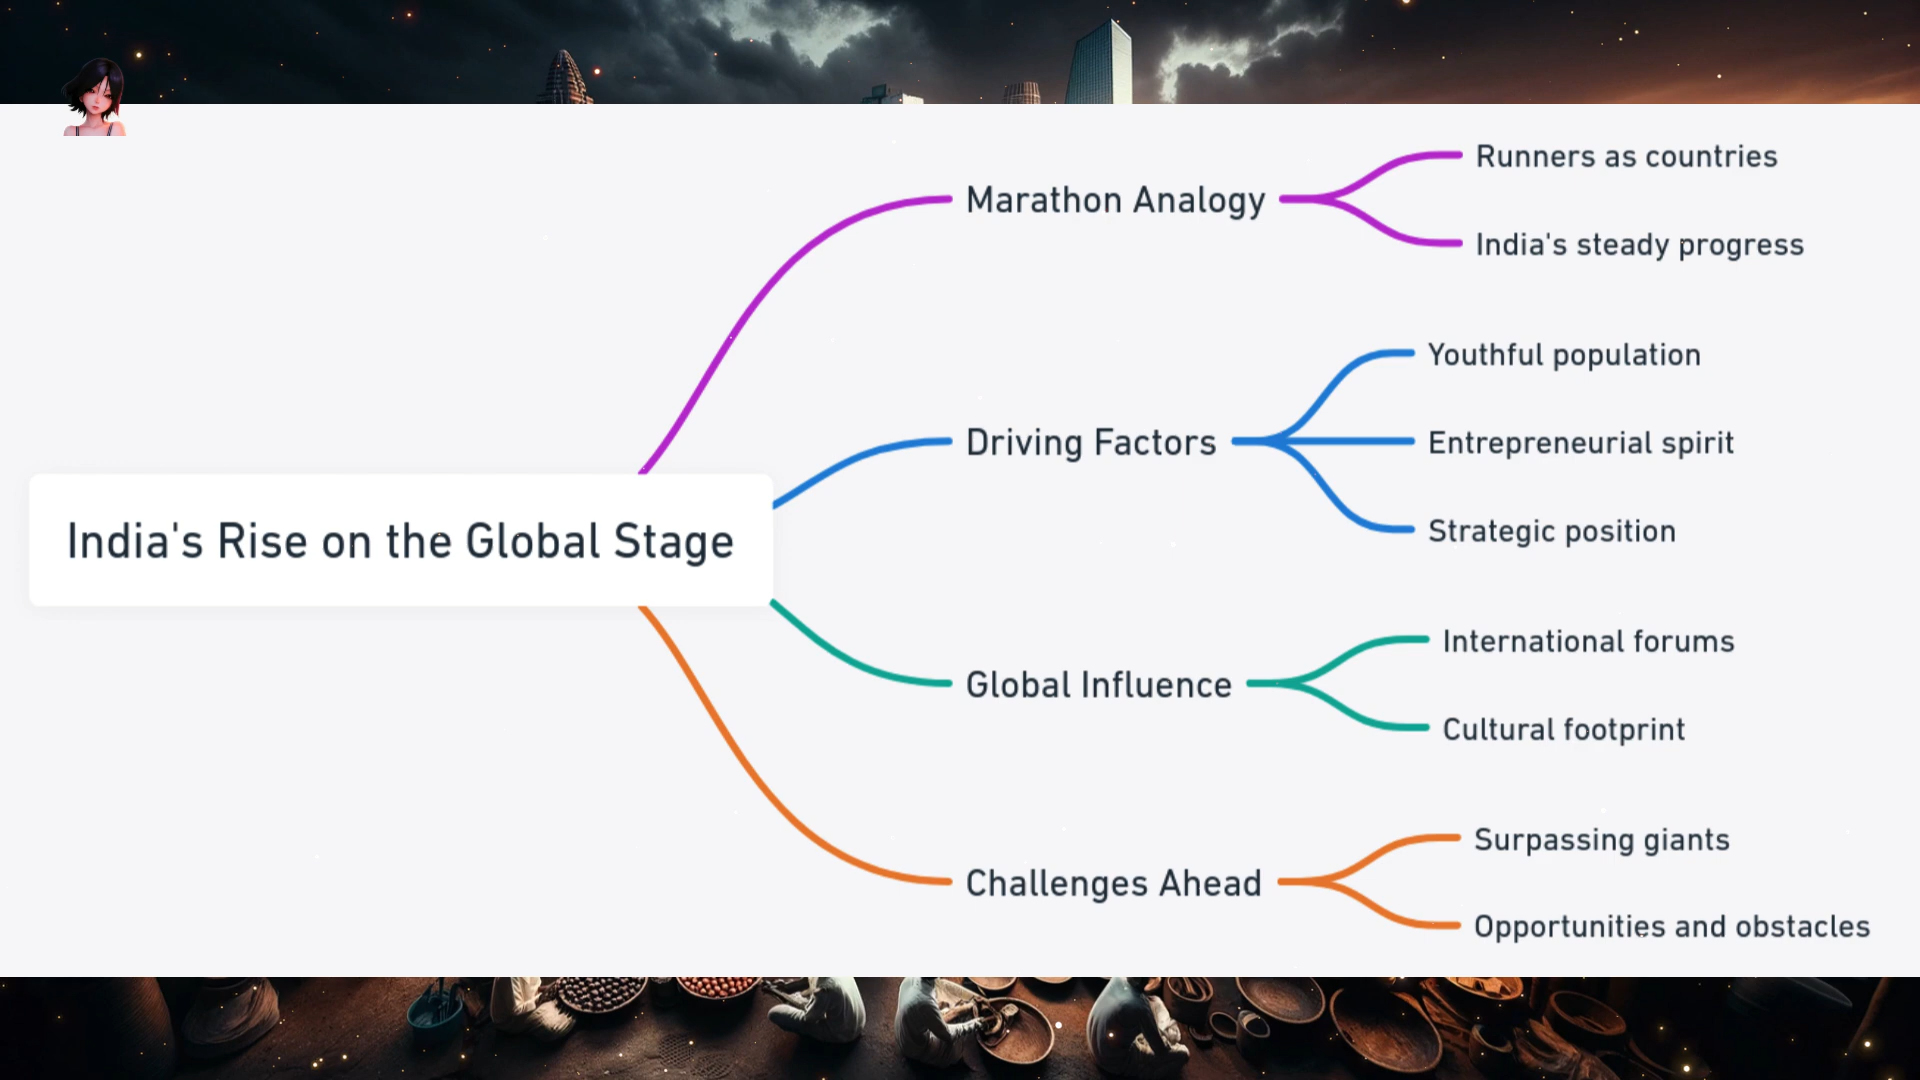 India's Rise on the Global Stage
Marathon Analogy
Runners as countries
India's steady progress
Driving Factors
Youthful population
Entrepreneurial spirit
Strategic position
Global Influence
International forums
Cultural footprint
Challenges Ahead
Surpassing giants
Opportunities and obstacles